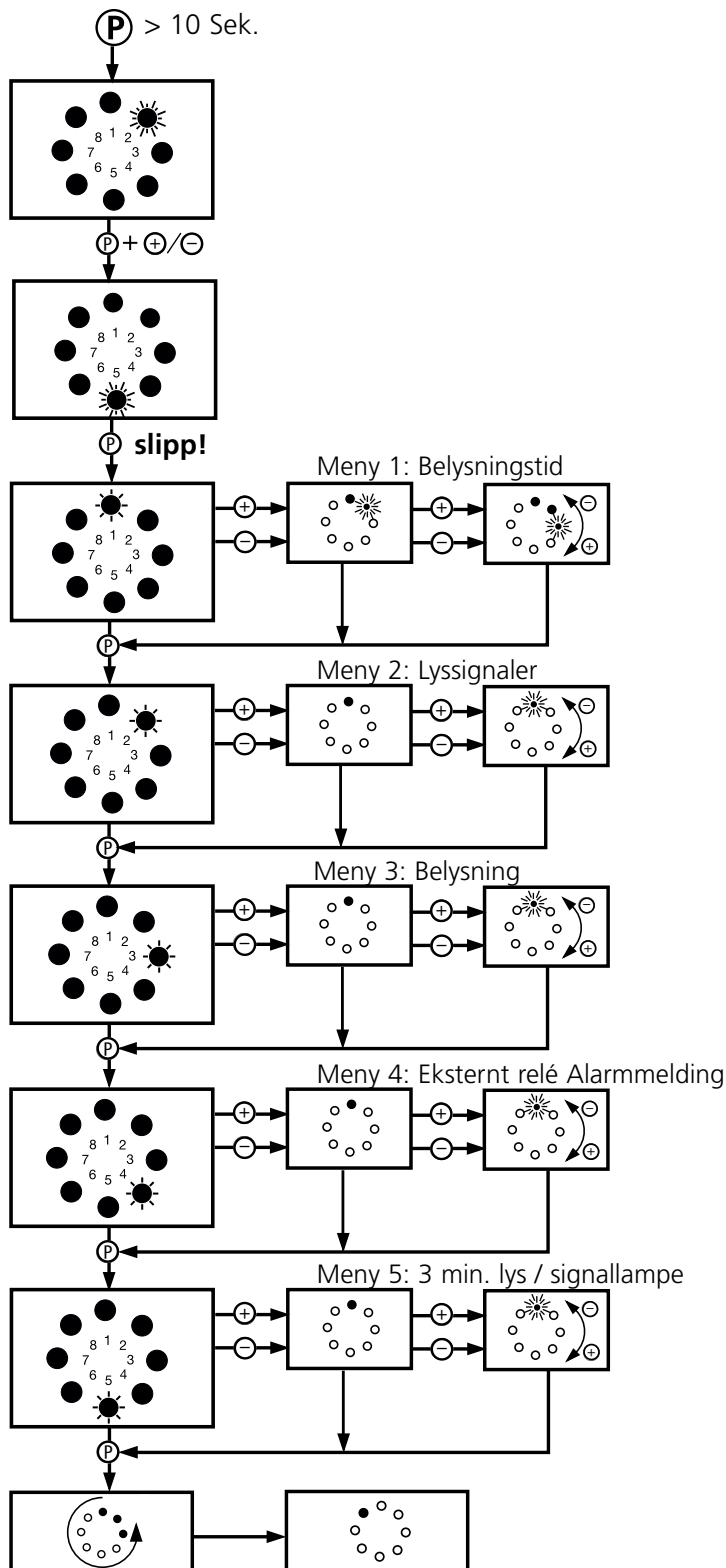 P > 10 Sek.
8 1 2
7 3
6 5 4
P + + / −
8 1 2
7 3
6 5 4
P slipp!
Meny 1: Belysningstid
8 1 2
7 3
6 5 4
+ + −
− − +
P
Meny 2: Lyssignaler
8 1 2
7 3
6 5 4
+ + −
− − +
P
Meny 3: Belysning
8 1 2
7 3
6 5 4
+ + −
− − +
P
Meny 4: Eksternt relé Alarmmelding
8 1 2
7 3
6 5 4
+ + −
− − +
P
Meny 5: 3 min. lys / signallampe
8 1 2
7 3
6 5 4
+ + −
− − +
P